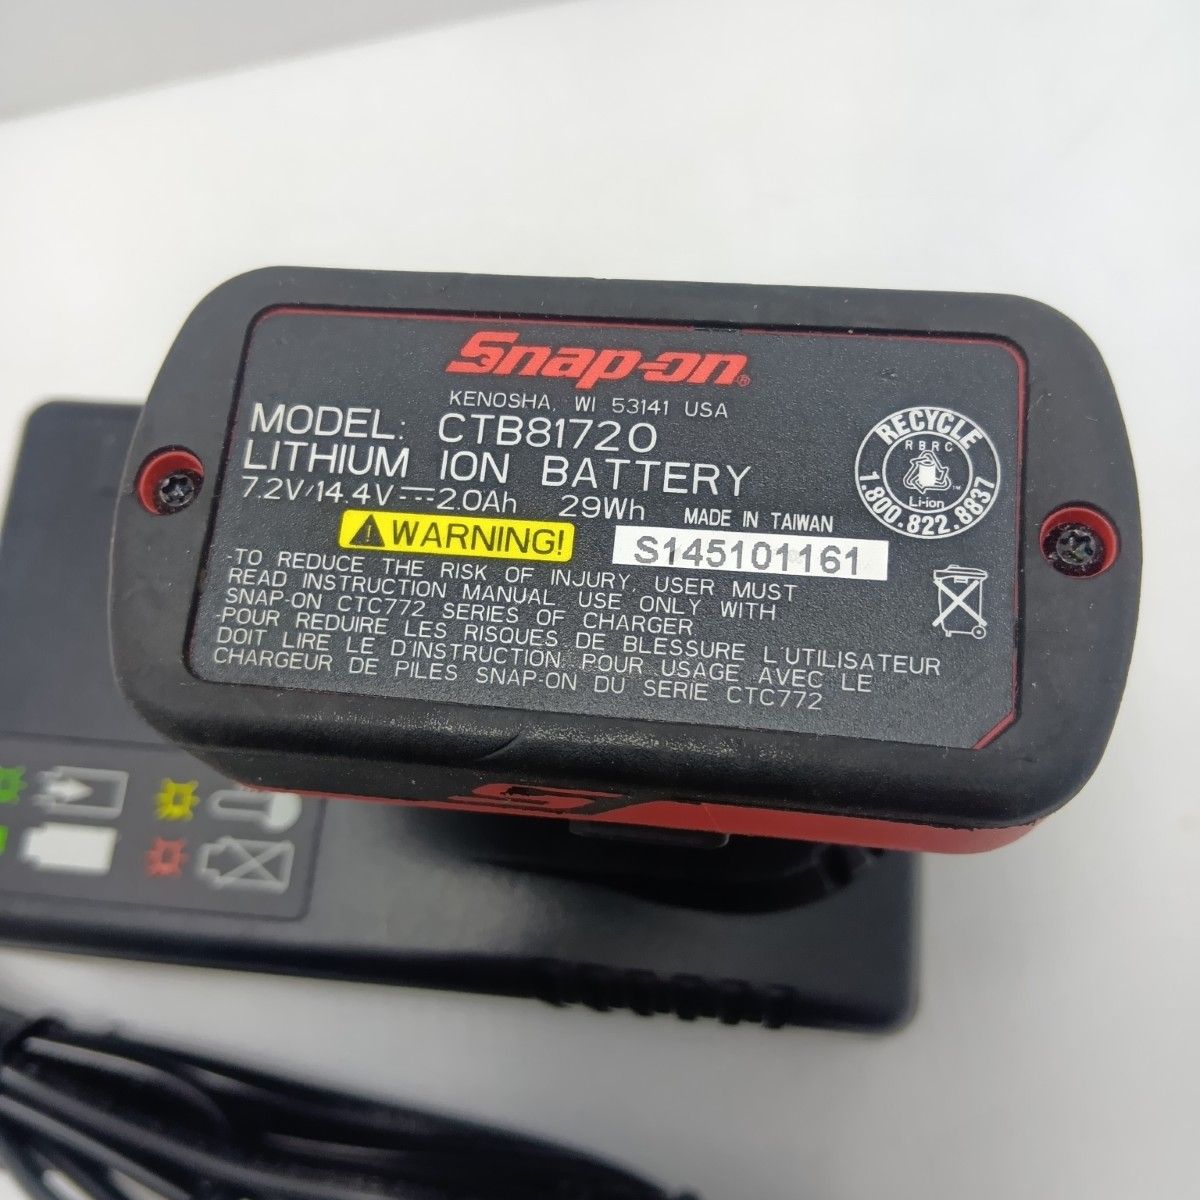 Snap-on®
KENOSHA, WI 53141 USA
MODEL: CTB81720
LITHIUM ION BATTERY
7.2V/14.4V⎓2.0Ah 29Wh MADE IN TAIWAN
⚠WARNING! S145101161
-TO REDUCE THE RISK OF INJURY, USER MUST
READ INSTRUCTION MANUAL. USE ONLY WITH
SNAP-ON CTC772 SERIES OF CHARGER
-POUR REDUIRE LES RISQUES DE BLESSURE L'UTILISATEUR
DOIT LIRE LE D'INSTRUCTION. POUR USAGE AVEC LE
CHARGEUR DE PILES SNAP-ON DU SERIE CTC772
RECYCLE
RBRC
Li-ion
TM
1.800.822.8837